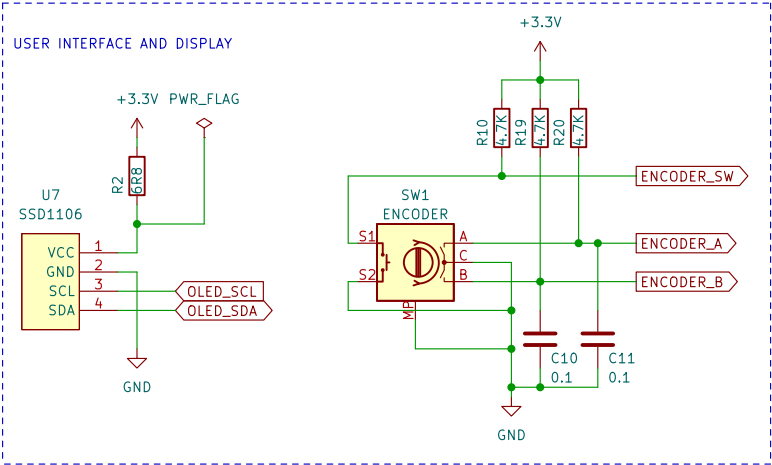 USER INTERFACE AND DISPLAY
+3.3V
+3.3V PWR_FLAG
R2
6R8
U7
SSD1106
VCC 1
GND 2
SCL 3
SDA 4
OLED_SCL
OLED_SDA
GND
R10
4.7K
R19
4.7K
R20
4.7K
ENCODER_SW
SW1
ENCODER
S1
S2
A
C
B
MP
ENCODER_A
ENCODER_B
C10
0.1
C11
0.1
GND